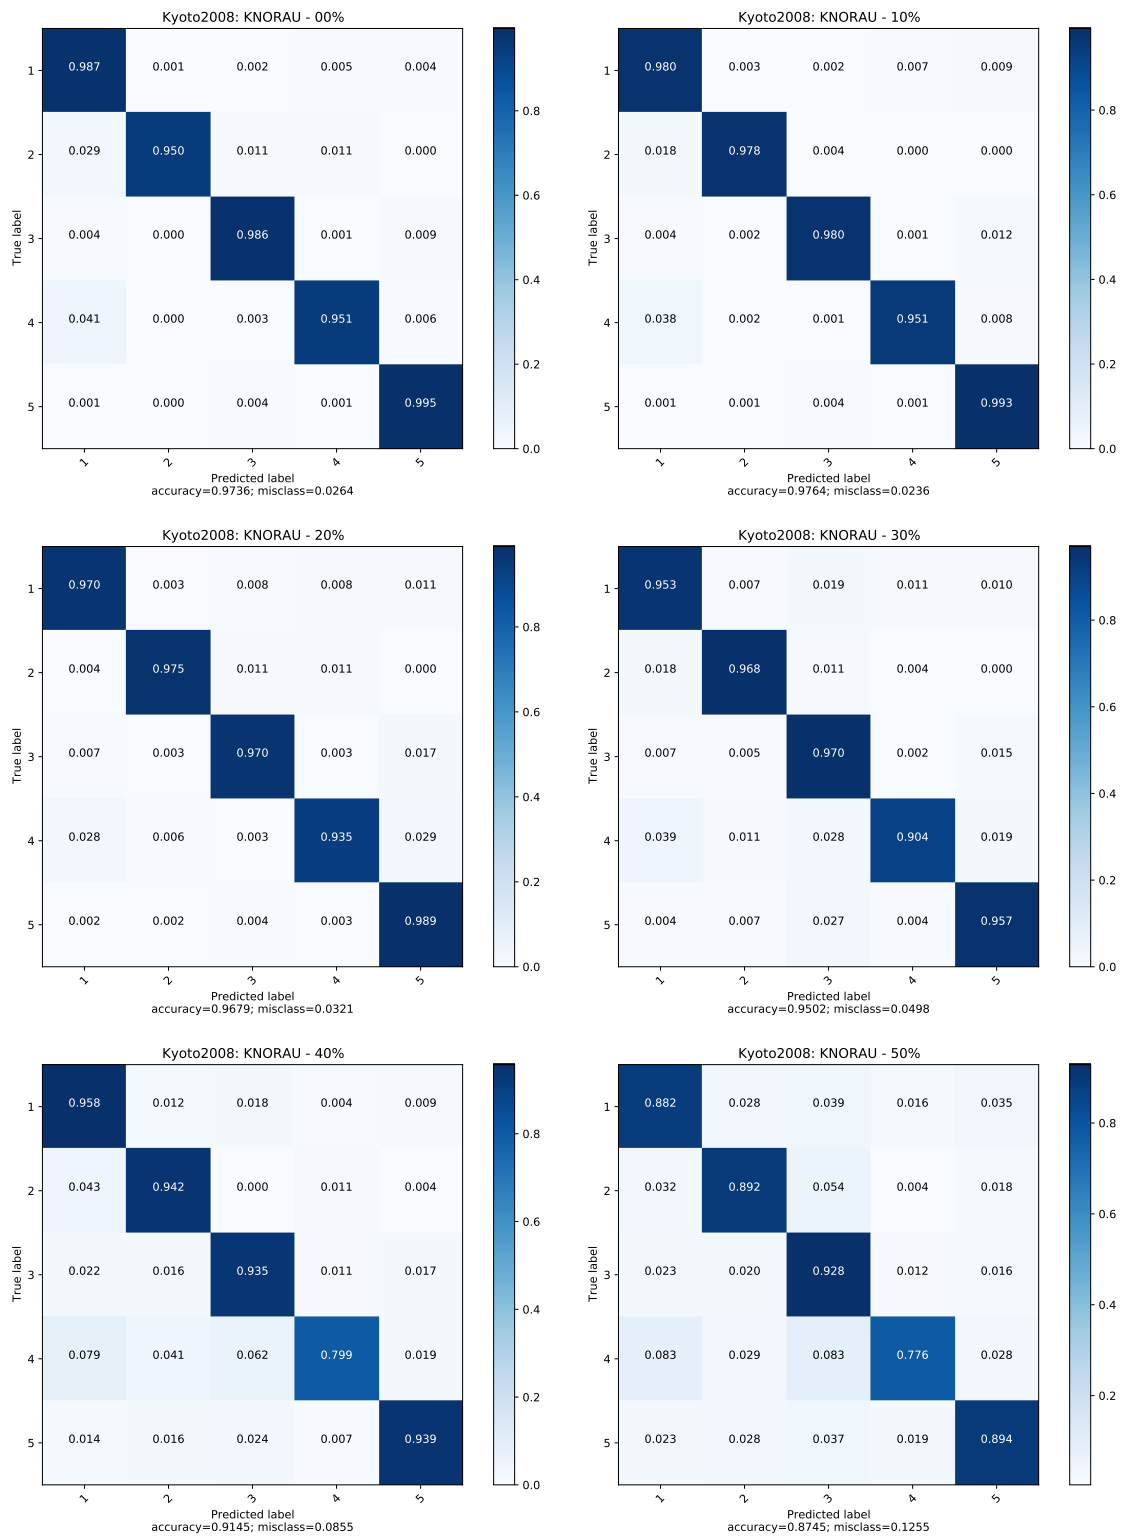 Kyoto2008: KNORAU - 00%
1 0.987 0.001 0.002 0.005 0.004
0.8
2 0.029 0.950 0.011 0.011 0.000
0.6
True label
3 0.004 0.000 0.986 0.001 0.009
0.4
4 0.041 0.000 0.003 0.951 0.006
0.2
5 0.001 0.000 0.004 0.001 0.995
0.0
1 2 3 4 5
Predicted label
accuracy=0.9736; misclass=0.0264
Kyoto2008: KNORAU - 10%
1 0.980 0.003 0.002 0.007 0.009
0.8
2 0.018 0.978 0.004 0.000 0.000
0.6
True label
3 0.004 0.002 0.980 0.001 0.012
0.4
4 0.038 0.002 0.001 0.951 0.008
0.2
5 0.001 0.001 0.004 0.001 0.993
0.0
1 2 3 4 5
Predicted label
accuracy=0.9764; misclass=0.0236
Kyoto2008: KNORAU - 20%
1 0.970 0.003 0.008 0.008 0.011
0.8
2 0.004 0.975 0.011 0.011 0.000
0.6
True label
3 0.007 0.003 0.970 0.003 0.017
0.4
4 0.028 0.006 0.003 0.935 0.029
0.2
5 0.002 0.002 0.004 0.003 0.989
0.0
1 2 3 4 5
Predicted label
accuracy=0.9679; misclass=0.0321
Kyoto2008: KNORAU - 30%
1 0.953 0.007 0.019 0.011 0.010
0.8
2 0.018 0.968 0.011 0.004 0.000
0.6
True label
3 0.007 0.005 0.970 0.002 0.015
0.4
4 0.039 0.011 0.028 0.904 0.019
0.2
5 0.004 0.007 0.027 0.004 0.957
0.0
1 2 3 4 5
Predicted label
accuracy=0.9502; misclass=0.0498
Kyoto2008: KNORAU - 40%
1 0.958 0.012 0.018 0.004 0.009
0.8
2 0.043 0.942 0.000 0.011 0.004
0.6
True label
3 0.022 0.016 0.935 0.011 0.017
0.4
4 0.079 0.041 0.062 0.799 0.019
0.2
5 0.014 0.016 0.024 0.007 0.939
0.0
1 2 3 4 5
Predicted label
accuracy=0.9145; misclass=0.0855
Kyoto2008: KNORAU - 50%
1 0.882 0.028 0.039 0.016 0.035
0.8
2 0.032 0.892 0.054 0.004 0.018
0.6
True label
3 0.023 0.020 0.928 0.012 0.016
0.4
4 0.083 0.029 0.083 0.776 0.028
0.2
5 0.023 0.028 0.037 0.019 0.894
1 2 3 4 5
Predicted label
accuracy=0.8745; misclass=0.1255